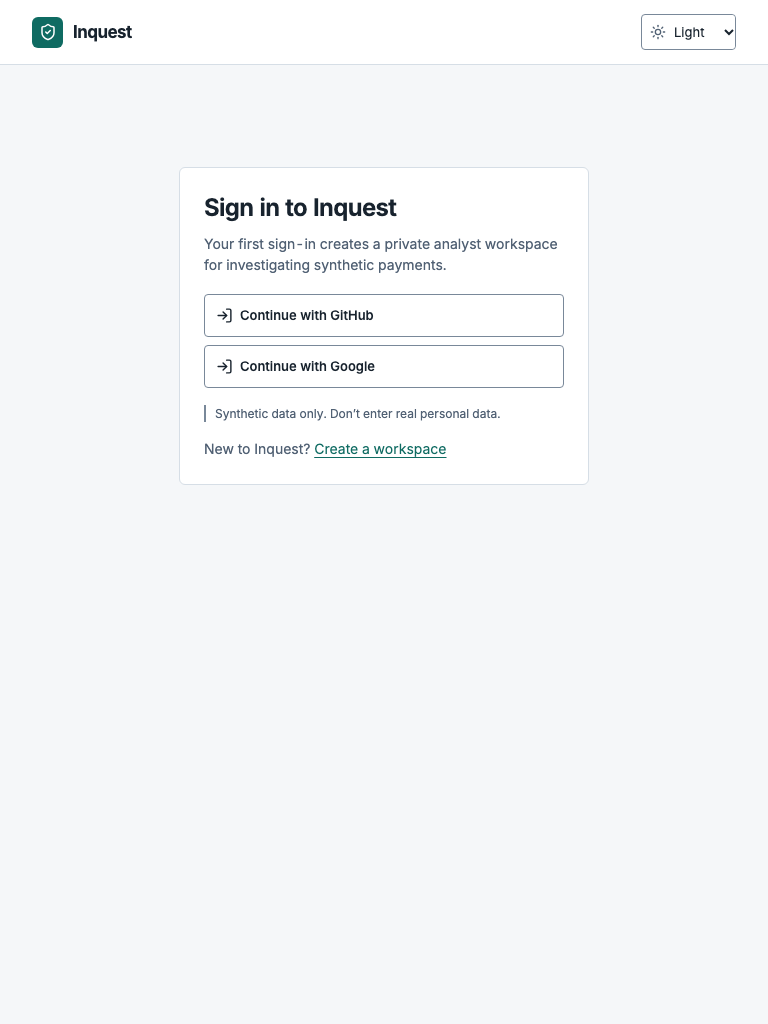 Inquest
Light
Sign in to Inquest
Your first sign-in creates a private analyst workspace
for investigating synthetic payments.
Continue with GitHub
Continue with Google
Synthetic data only. Don’t enter real personal data.
New to Inquest? Create a workspace